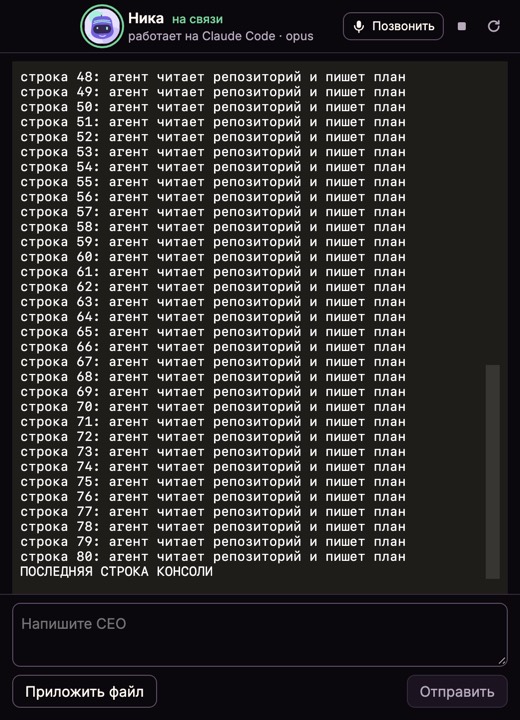 Ника на связи
работает на Claude Code · opus
Позвонить
строка 48: агент читает репозиторий и пишет план
строка 49: агент читает репозиторий и пишет план
строка 50: агент читает репозиторий и пишет план
строка 51: агент читает репозиторий и пишет план
строка 52: агент читает репозиторий и пишет план
строка 53: агент читает репозиторий и пишет план
строка 54: агент читает репозиторий и пишет план
строка 55: агент читает репозиторий и пишет план
строка 56: агент читает репозиторий и пишет план
строка 57: агент читает репозиторий и пишет план
строка 58: агент читает репозиторий и пишет план
строка 59: агент читает репозиторий и пишет план
строка 60: агент читает репозиторий и пишет план
строка 61: агент читает репозиторий и пишет план
строка 62: агент читает репозиторий и пишет план
строка 63: агент читает репозиторий и пишет план
строка 64: агент читает репозиторий и пишет план
строка 65: агент читает репозиторий и пишет план
строка 66: агент читает репозиторий и пишет план
строка 67: агент читает репозиторий и пишет план
строка 68: агент читает репозиторий и пишет план
строка 69: агент читает репозиторий и пишет план
строка 70: агент читает репозиторий и пишет план
строка 71: агент читает репозиторий и пишет план
строка 72: агент читает репозиторий и пишет план
строка 73: агент читает репозиторий и пишет план
строка 74: агент читает репозиторий и пишет план
строка 75: агент читает репозиторий и пишет план
строка 76: агент читает репозиторий и пишет план
строка 77: агент читает репозиторий и пишет план
строка 78: агент читает репозиторий и пишет план
строка 79: агент читает репозиторий и пишет план
строка 80: агент читает репозиторий и пишет план
ПОСЛЕДНЯЯ СТРОКА КОНСОЛИ
Напишите CEO
Приложить файл
Отправить